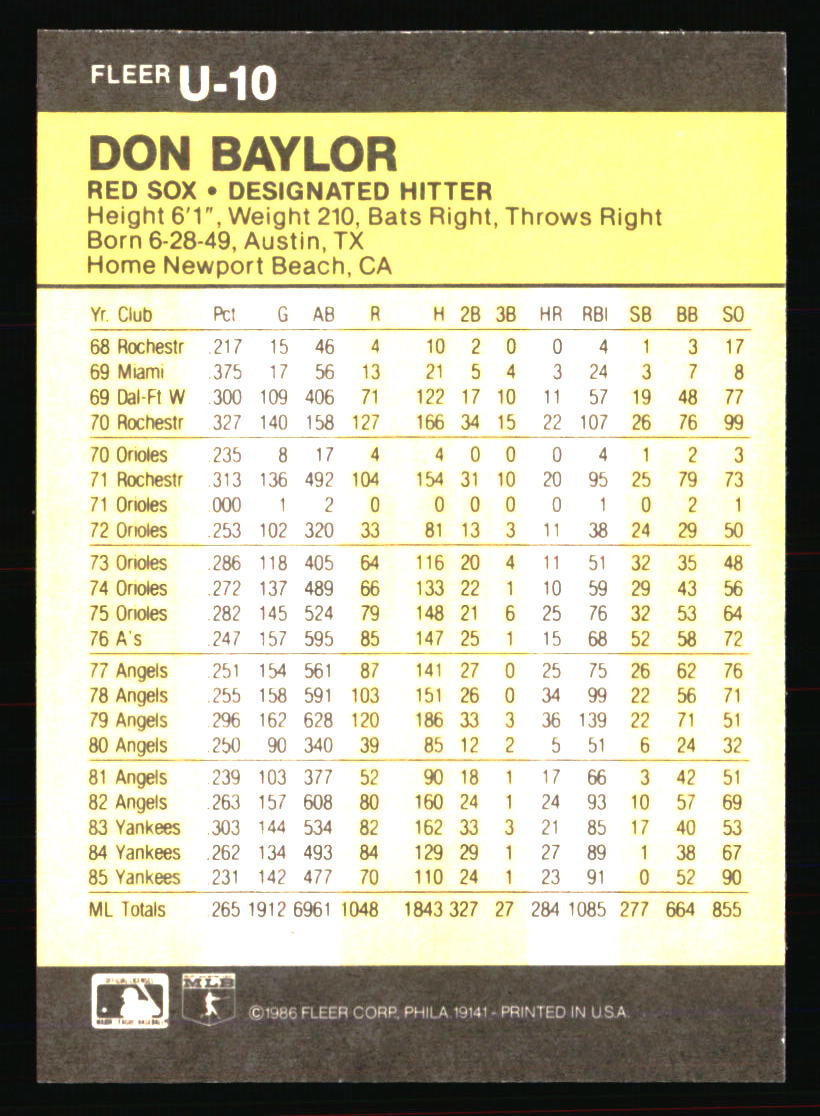 FLEER U-10
DON BAYLOR
RED SOX • DESIGNATED HITTER
Height 6'1", Weight 210, Bats Right, Throws Right
Born 6-28-49, Austin, TX
Home Newport Beach, CA
Yr. Club Pct G AB R H 2B 3B HR RBI SB BB SO
68 Rochestr .217 15 46 4 10 2 0 0 4 1 3 17
69 Miami .375 17 56 13 21 5 4 3 24 3 7 8
69 Dal-Ft W .300 109 406 71 122 17 10 11 57 19 48 77
70 Rochestr .327 140 158 127 166 34 15 22 107 26 76 99
70 Orioles .235 8 17 4 4 0 0 0 4 1 2 3
71 Rochestr .313 136 492 104 154 31 10 20 95 25 79 73
71 Orioles 000 1 2 0 0 0 0 0 1 0 2 1
72 Orioles .253 102 320 33 81 13 3 11 38 24 29 50
73 Orioles .286 118 405 64 116 20 4 11 51 32 35 48
74 Orioles .272 137 489 66 133 22 1 10 59 29 43 56
75 Orioles .282 145 524 79 148 21 6 25 76 32 53 64
76 A's .247 157 595 85 147 25 1 15 68 52 58 72
77 Angels .251 154 561 87 141 27 0 25 75 26 62 76
78 Angels .255 158 591 103 151 26 0 34 99 22 56 71
79 Angels .296 162 628 120 186 33 3 36 139 22 71 51
80 Angels .250 90 340 39 85 12 2 5 51 6 24 32
81 Angels .239 103 377 52 90 18 1 17 66 3 42 51
82 Angels .263 157 608 80 160 24 1 24 93 10 57 69
83 Yankees .303 144 534 82 162 33 3 21 85 17 40 53
84 Yankees .262 134 493 84 129 29 1 27 89 1 38 67
85 Yankees .231 142 477 70 110 24 1 23 91 0 52 90
ML Totals .265 1912 6961 1048 1843 327 27 284 1085 277 664 855
MLB
©1986 FLEER CORP., PHILA. 19141 - PRINTED IN U.S.A.